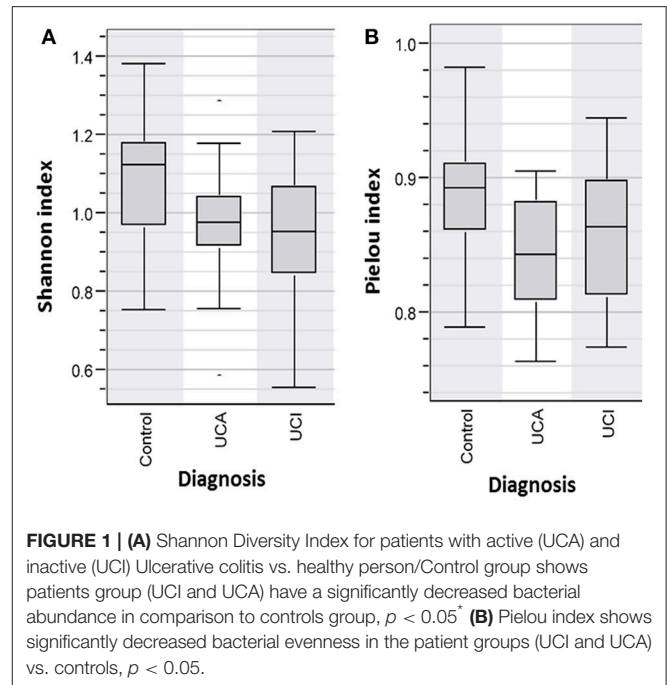 A
Shannon index
1.4
1.2
1.0
0.8
0.6
Control
UCA
UCI
Diagnosis
B
Pielou index
1.0
0.9
0.8
Control
UCA
UCI
Diagnosis
FIGURE 1 | (A) Shannon Diversity Index for patients with active (UCA) and
inactive (UCI) Ulcerative colitis vs. healthy person/Control group shows
patients group (UCI and UCA) have a significantly decreased bacterial
abundance in comparison to controls group, p < 0.05* (B) Pielou index shows
significantly decreased bacterial evenness in the patient groups (UCI and UCA)
vs. controls, p < 0.05.